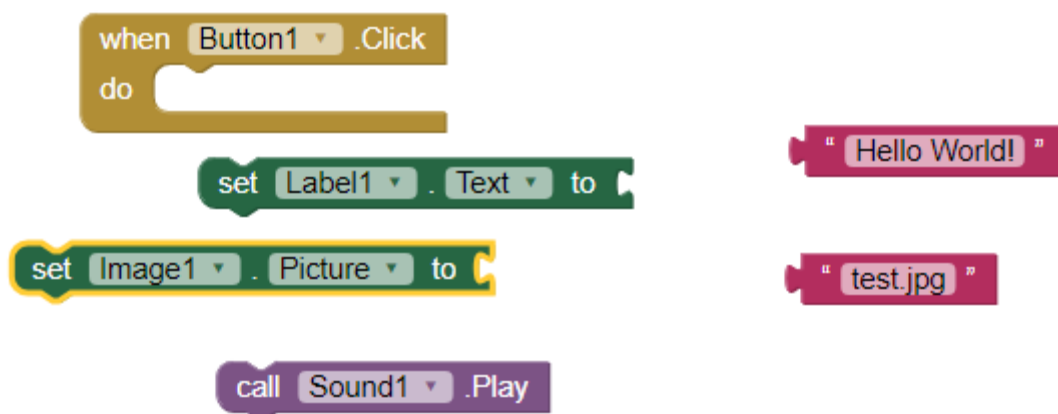 when Button1 .Click
do
set Label1 . Text to
" Hello World! "
set Image1 . Picture to
" test.jpg "
call Sound1 .Play